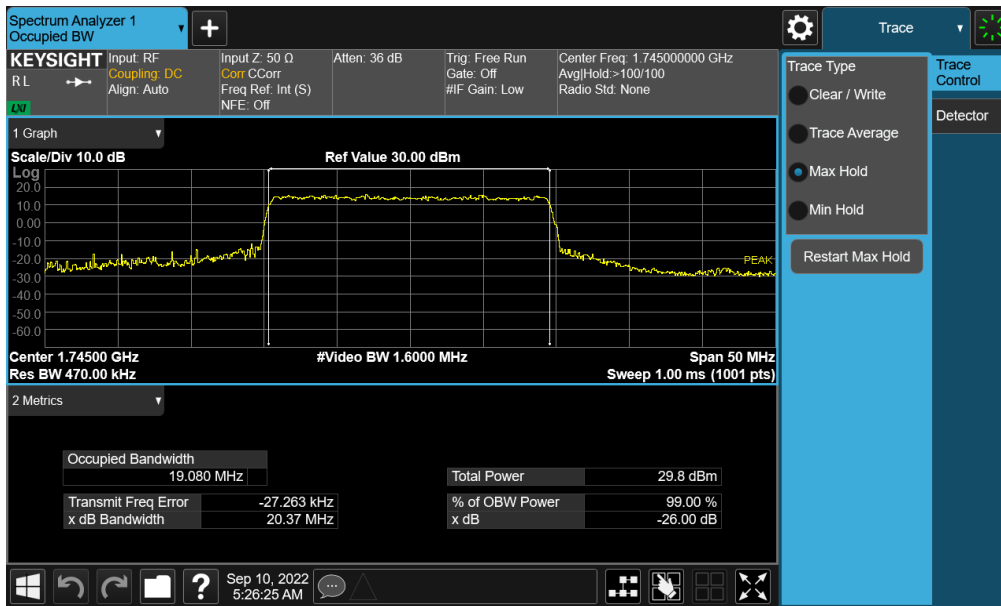 Spectrum Analyzer 1
Occupied BW
Trace
KEYSIGHT
R L
LXI
Input: RF
Coupling: DC
Align: Auto
Input Z: 50 Ω
Corr CCorr
Freq Ref: Int (S)
NFE: Off
Atten: 36 dB
Trig: Free Run
Gate: Off
#IF Gain: Low
Center Freq: 1.745000000 GHz
Avg|Hold:>100/100
Radio Std: None
Trace Type
Clear / Write
Trace Average
Max Hold
Min Hold
Restart Max Hold
Trace
Control
Detector
1 Graph
Scale/Div 10.0 dB
Ref Value 30.00 dBm
Log
20.0
10.0
0.00
-10.0
-20.0
-30.0
-40.0
-50.0
-60.0
PEAK
Center 1.74500 GHz
#Video BW 1.6000 MHz
Span 50 MHz
Res BW 470.00 kHz
Sweep 1.00 ms (1001 pts)
2 Metrics
Occupied Bandwidth
19.080 MHz
Total Power 29.8 dBm
Transmit Freq Error -27.263 kHz
% of OBW Power 99.00 %
x dB Bandwidth 20.37 MHz
x dB -26.00 dB
?
Sep 10, 2022
5:26:25 AM